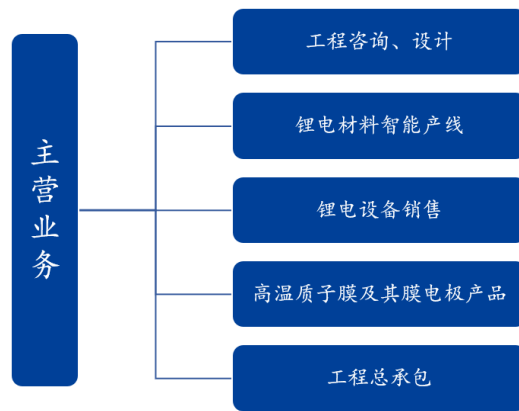 主营业务
工程咨询、设计
锂电材料智能产线
锂电设备销售
高温质子膜及其膜电极产品
工程总承包